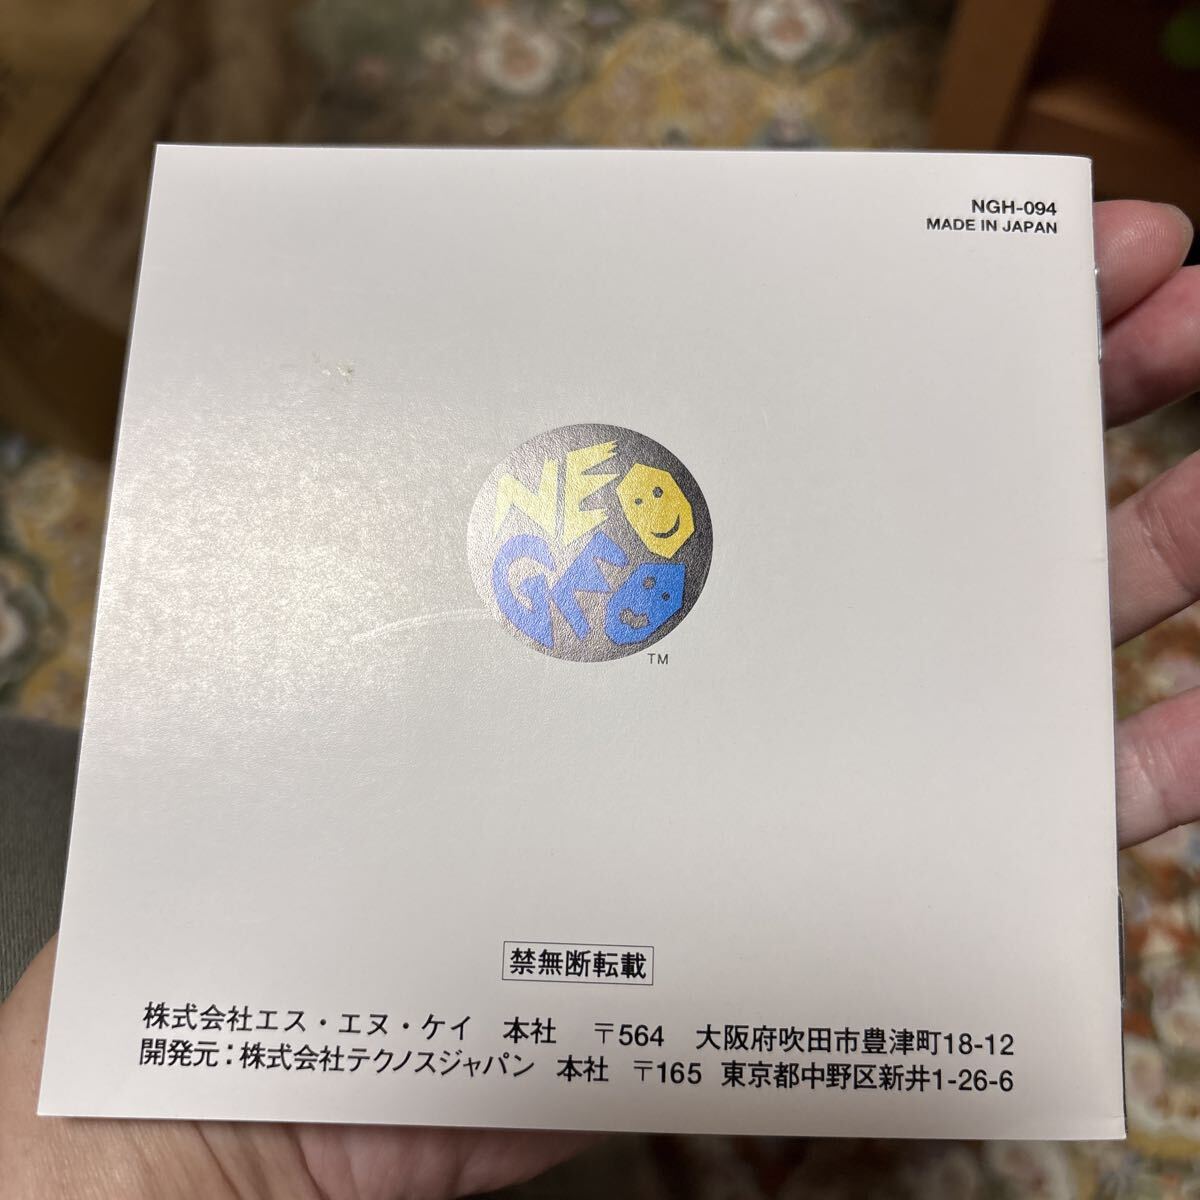 NGH-094
MADE IN JAPAN
NEO
GEO
TM
禁無断転載
株式会社エス・エヌ・ケイ 本社 〒564 大阪府吹田市豊津町18-12
開発元：株式会社テクノスジャパン 本社 〒165 東京都中野区新井1-26-6